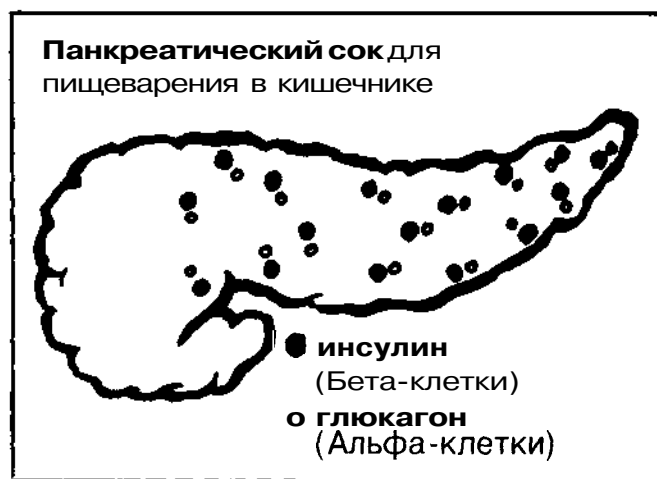 Панкреатический сок для
пищеварения в кишечнике
инсулин
(Бета-клетки)
о глюкагон
(Альфа-клетки)